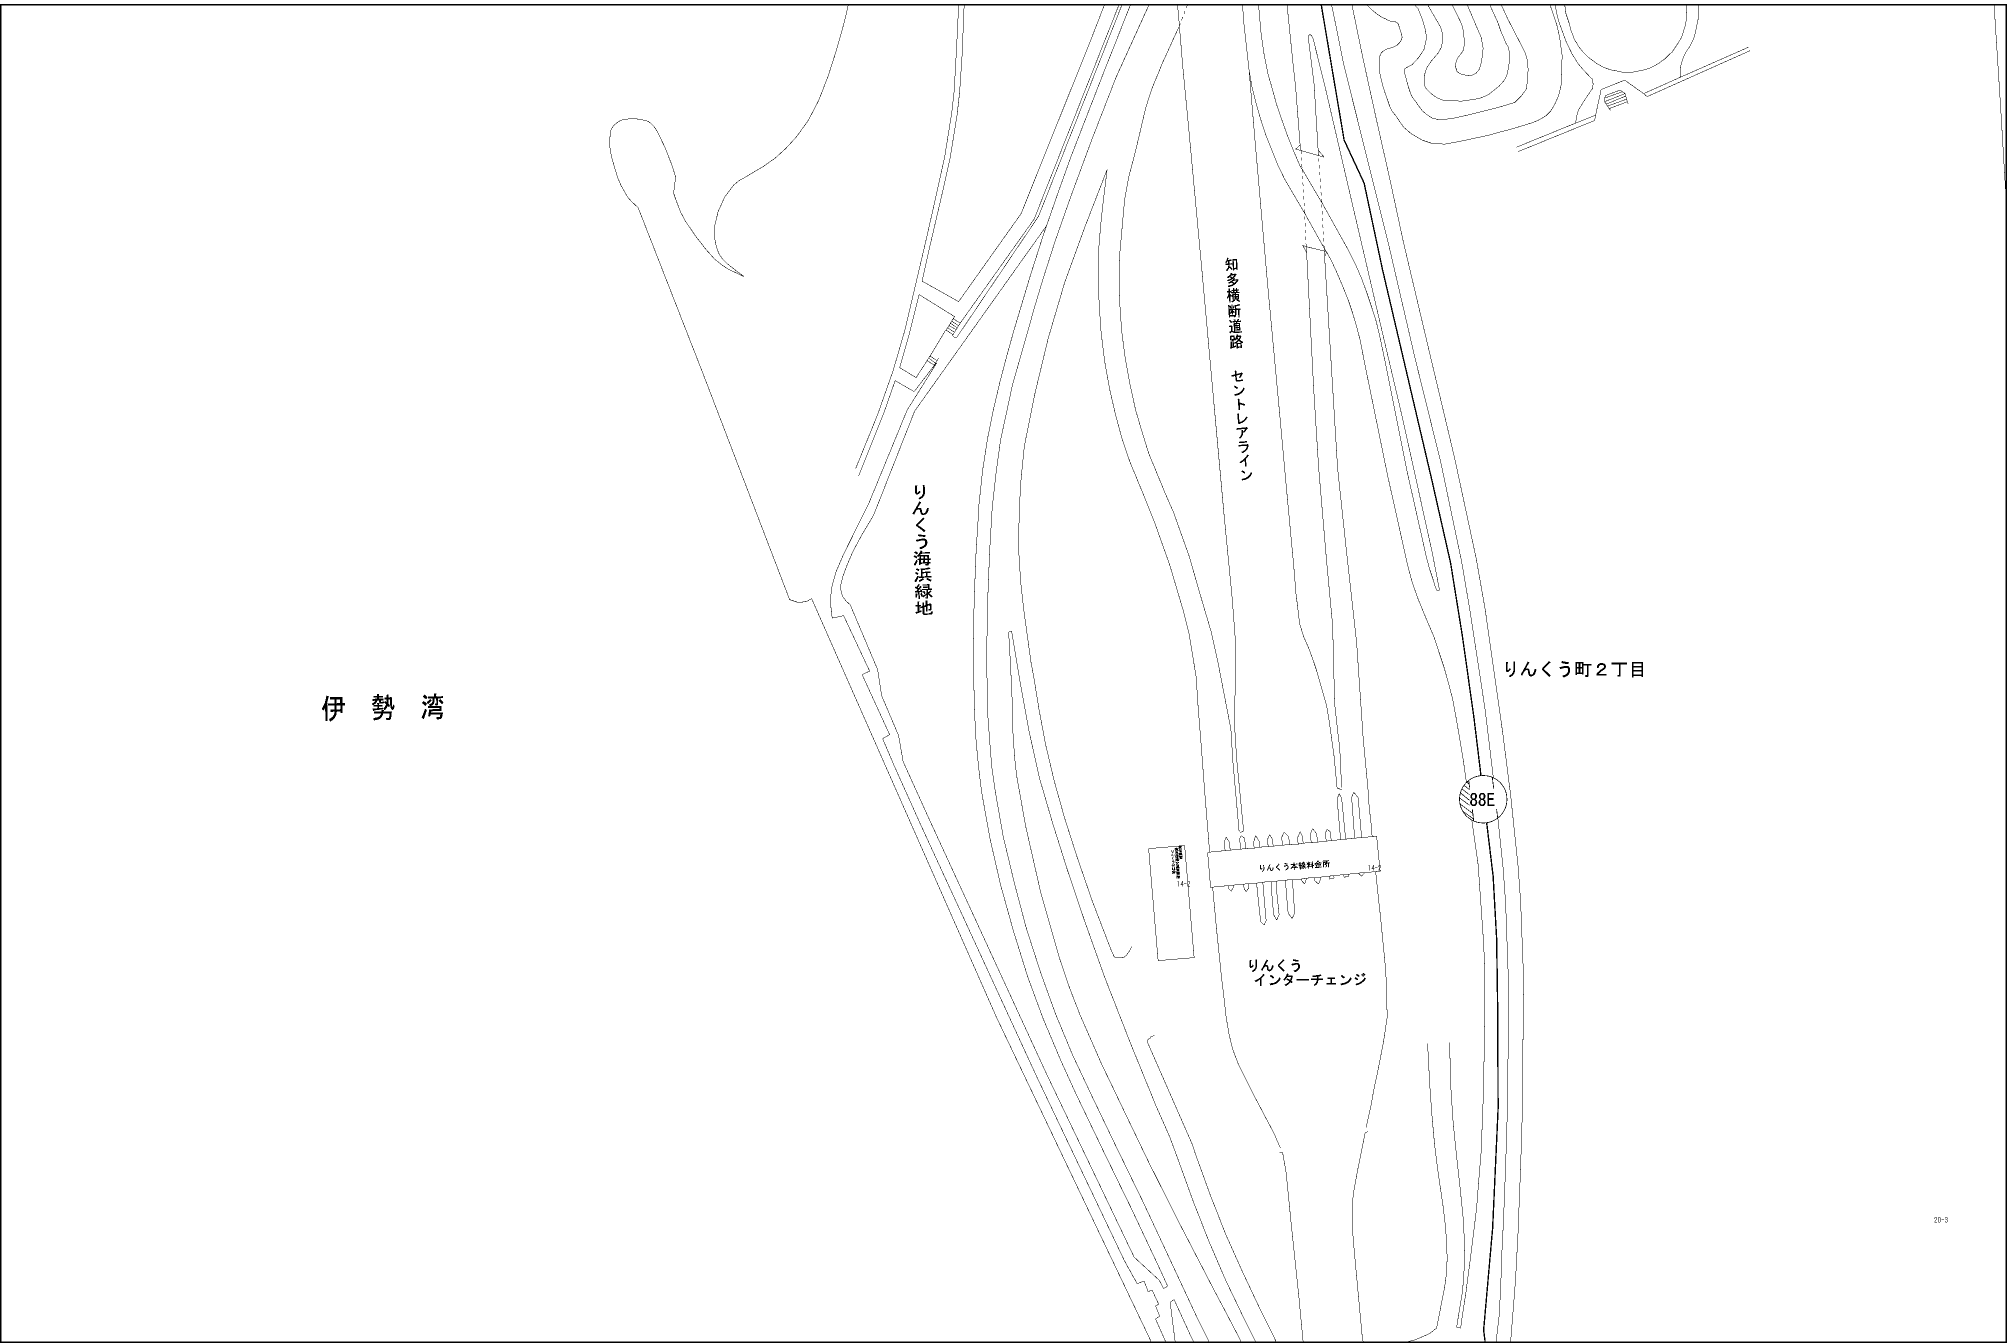 知多横断道路　セントレアライン
りんくう海浜緑地
りんくう町２丁目
伊　勢　湾
88E
りんくう本線料金所
14-2
14-2
りんくう
インターチェンジ
20-3